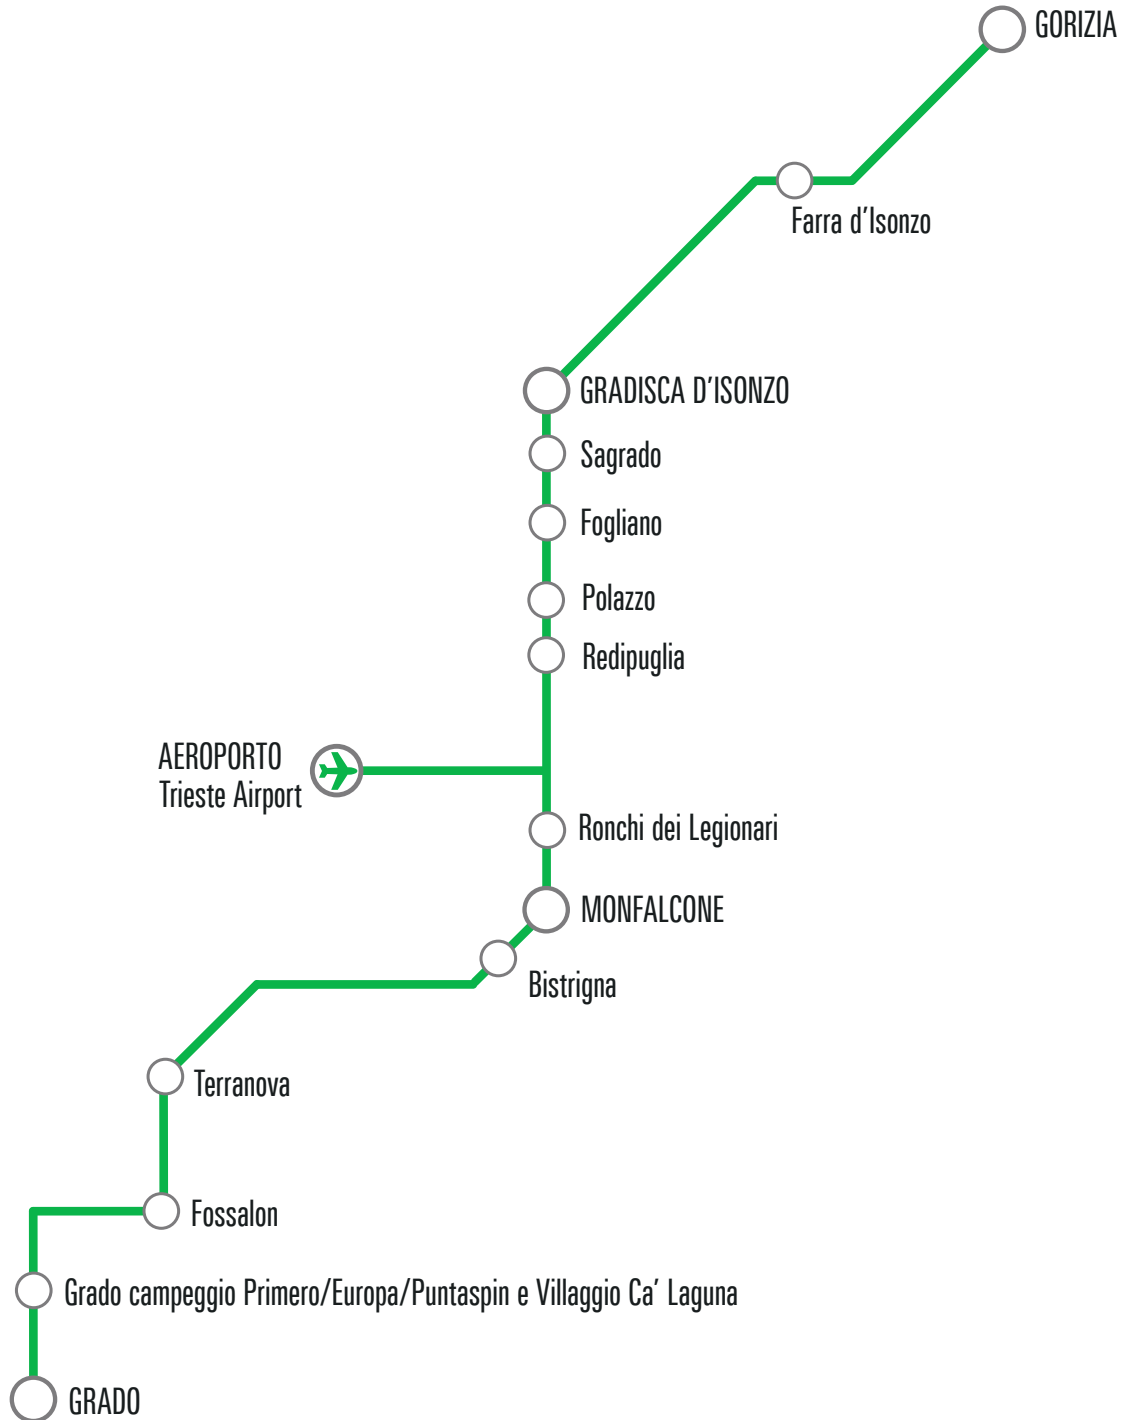 GORIZIA
Farra d’Isonzo
GRADISCA D’ISONZO
Sagrado
Fogliano
Polazzo
Redipuglia
AEROPORTO
Trieste Airport
Ronchi dei Legionari
MONFALCONE
Bistrigna
Terranova
Fossalon
Grado campeggio Primero/Europa/Puntaspin e Villaggio Ca’ Laguna
GRADO